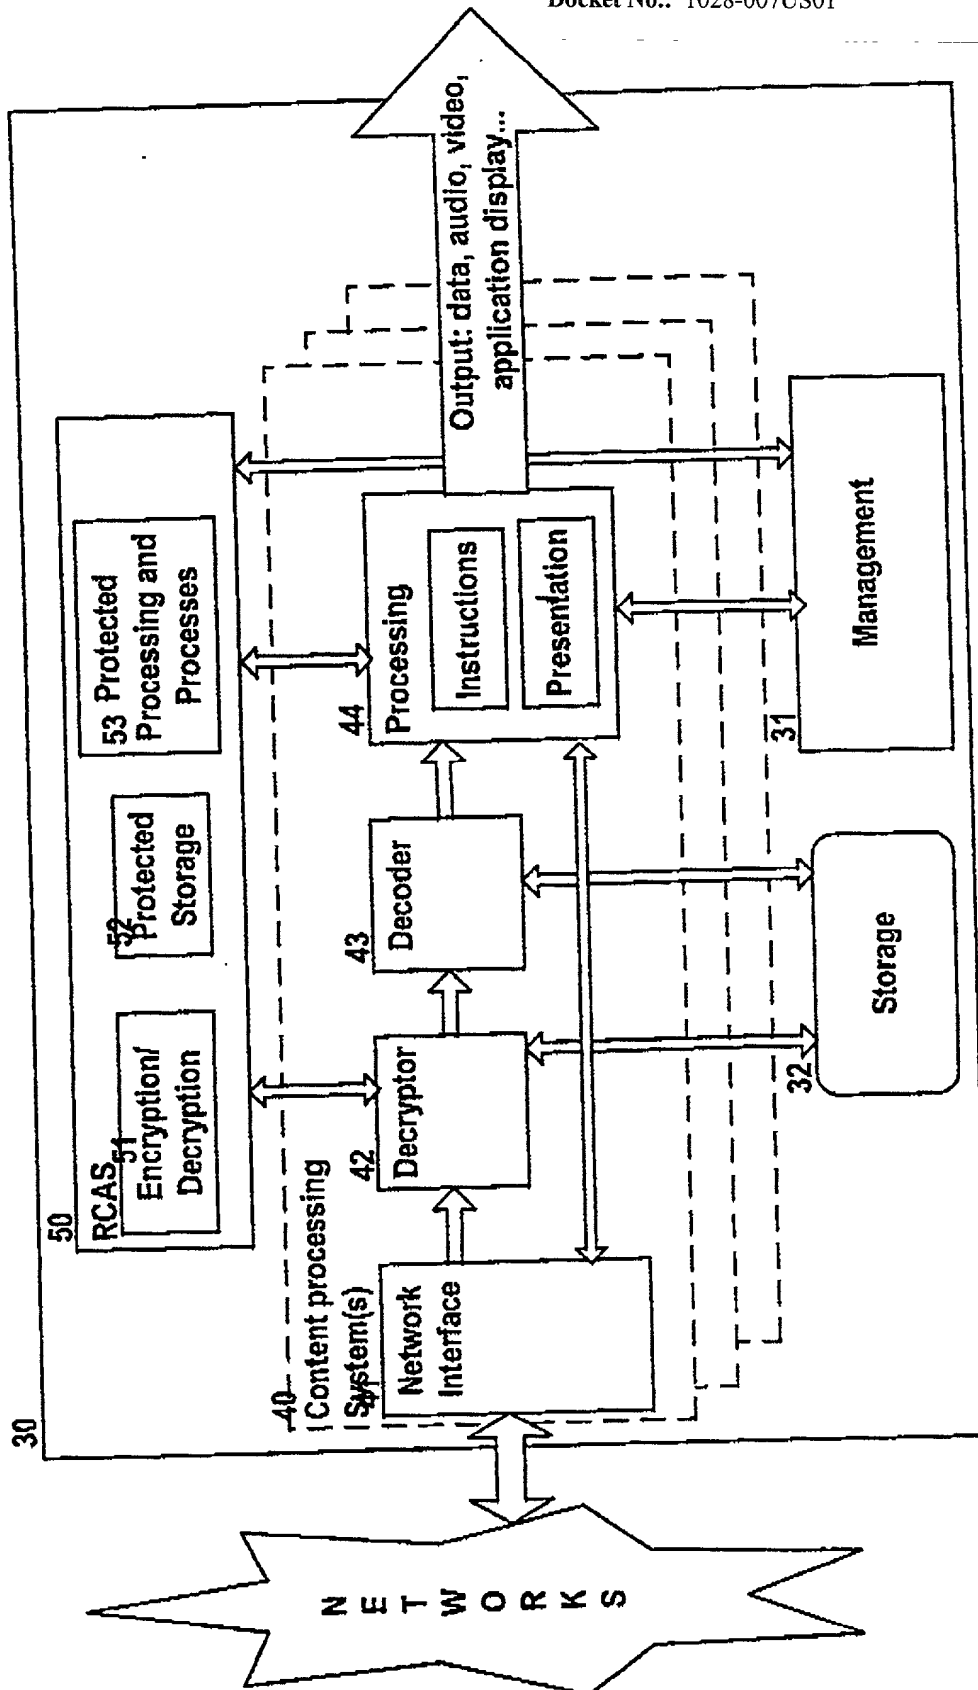 Docket No.: 1028-007US01
30
50
RCAS
51
Encryption/
Decryption
52
Protected
Storage
53 Protected
Processing and
Processes
40
Content processing
System(s)
41
Network
Interface
42
Decryptor
43
Decoder
44
Processing
Instructions
Presentation
Output: data, audio, video,
application display...
32
Storage
31
Management
NETWORKS